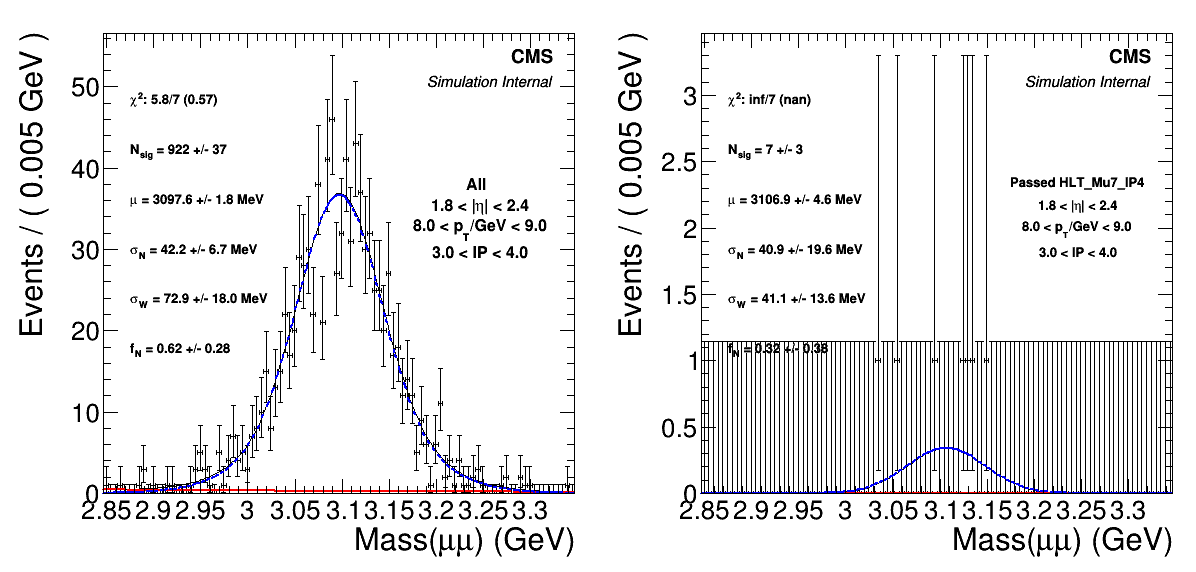 CMS
Simulation Internal
χ²: 5.8/7 (0.57)
N_sig = 922 +/- 37
μ = 3097.6 +/- 1.8 MeV
σ_N = 42.2 +/- 6.7 MeV
σ_W = 72.9 +/- 18.0 MeV
f_N = 0.62 +/- 0.28
All
1.8 < |η| < 2.4
8.0 < p_T/GeV < 9.0
3.0 < IP < 4.0
Events / ( 0.005 GeV )
50
40
30
20
10
0
2.85 2.9 2.95 3 3.05 3.1 3.15 3.2 3.25 3.3
Mass(μμ) (GeV)
CMS
Simulation Internal
χ²: inf/7 (nan)
N_sig = 7 +/- 3
μ = 3106.9 +/- 4.6 MeV
σ_N = 40.9 +/- 19.6 MeV
σ_W = 41.1 +/- 13.6 MeV
f_N = 0.32 +/- 0.38
Passed HLT_Mu7_IP4
1.8 < |η| < 2.4
8.0 < p_T/GeV < 9.0
3.0 < IP < 4.0
Events / ( 0.005 GeV )
3
2.5
2
1.5
1
0.5
0
2.85 2.9 2.95 3 3.05 3.1 3.15 3.2 3.25 3.3
Mass(μμ) (GeV)